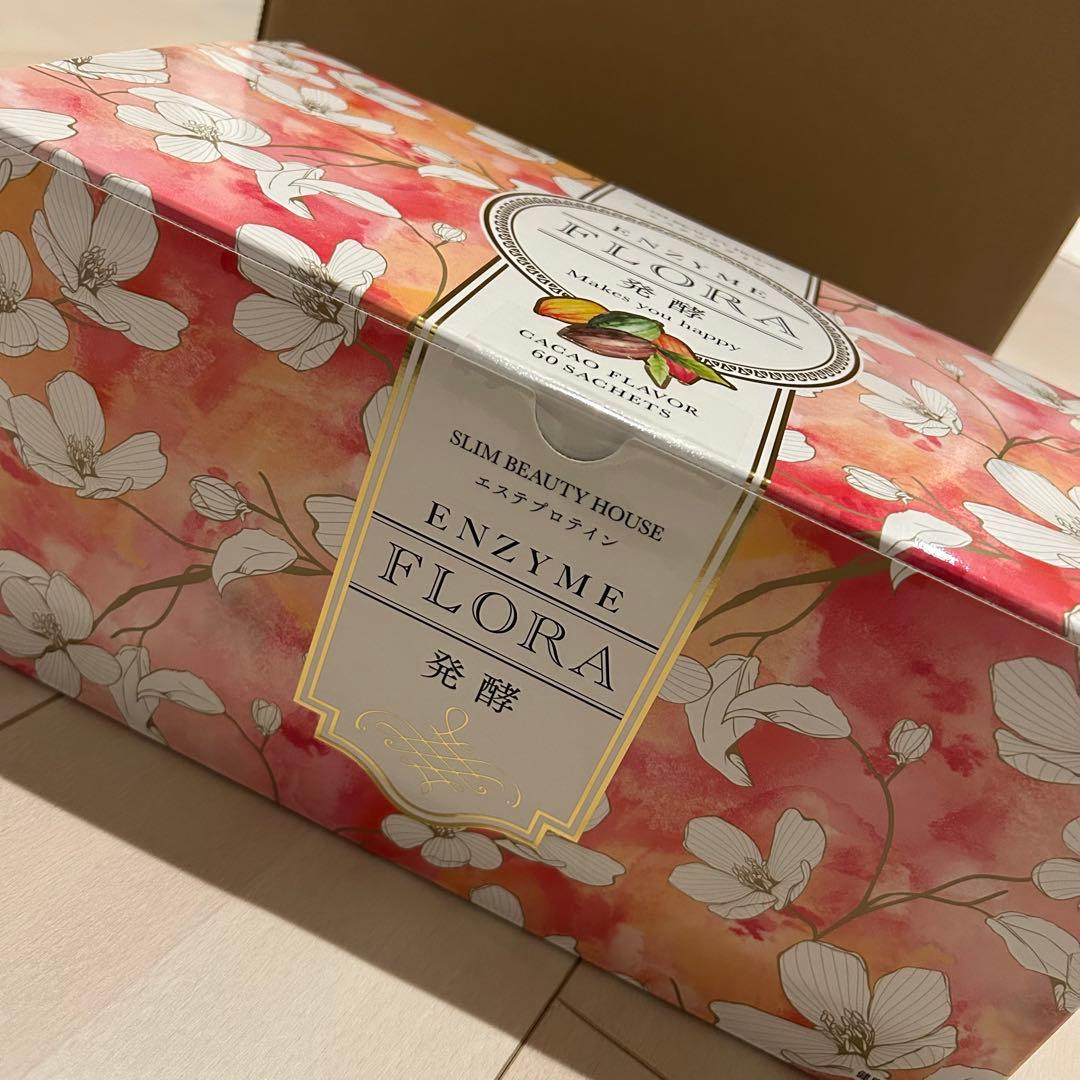 ENZYME
FLORA
発酵
Makes you happy
CACAO FLAVOR
60 SACHETS
SLIM BEAUTY HOUSE
エステプロテイン
ENZYME
FLORA
発酵